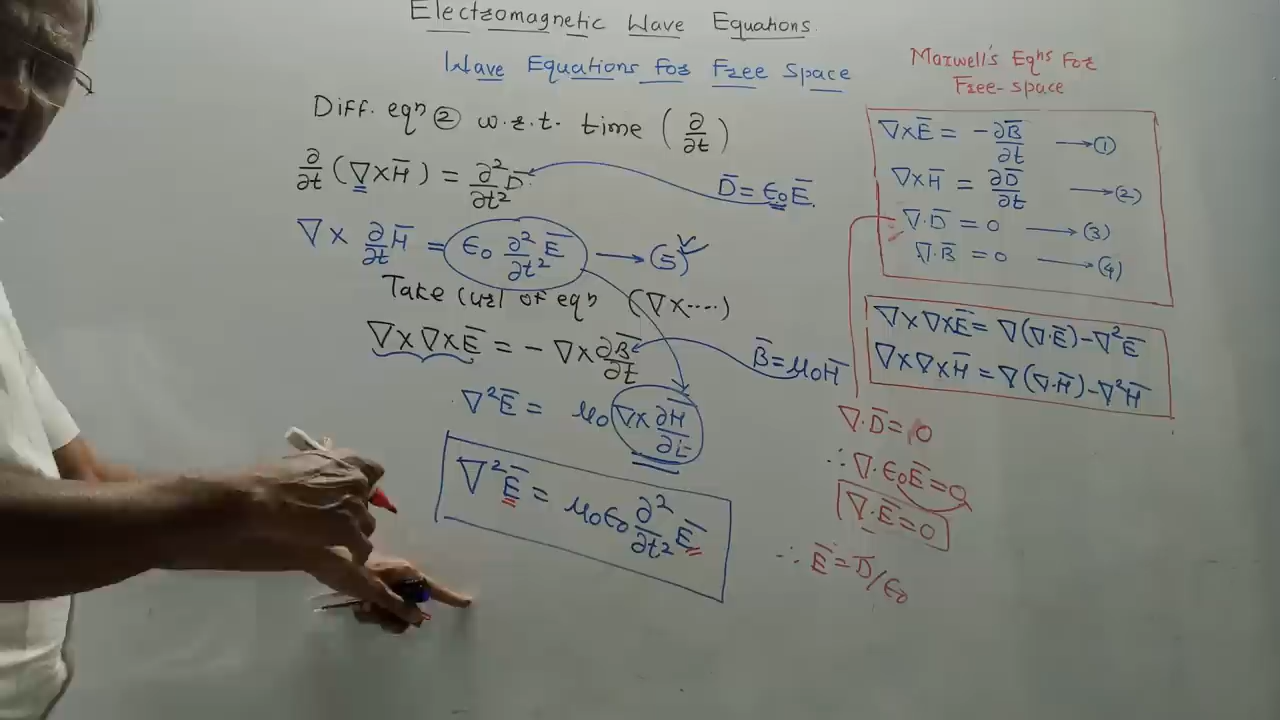 Electromagnetic Wave Equations.
Wave Equations for Free Space
Diff. eqn ② w.r.t. time (∂/∂t)
∂/∂t (∇×H̄) = ∂²/∂t² D̄
D̄ = ϵ₀Ē.
∇× ∂/∂t H̄ = ϵ₀ ∂²/∂t² Ē → (5)
Take Curl of eqn (∇×....)
∇×∇×Ē = - ∇×∂B̄/∂t
B̄ = μ₀H̄
∇²Ē = μ₀ ∇×∂H̄/∂t
∇²Ē = μ₀ϵ₀ ∂²/∂t² Ē
Maxwell's Eqns For
Free-space
∇×Ē = -∂B̄/∂t → ①
∇×H̄ = ∂D̄/∂t → (2)
∇·D̄ = 0 → (3)
∇·B̄ = 0 → (4)
∇×∇×Ē = ∇(∇·Ē) - ∇²Ē
∇×∇×H̄ = ∇(∇·H̄) - ∇²H̄
∇·D̄ = 0
∴ ∇·ϵ₀Ē = 0
∇·Ē = 0
∴ Ē = D̄/ϵ₀